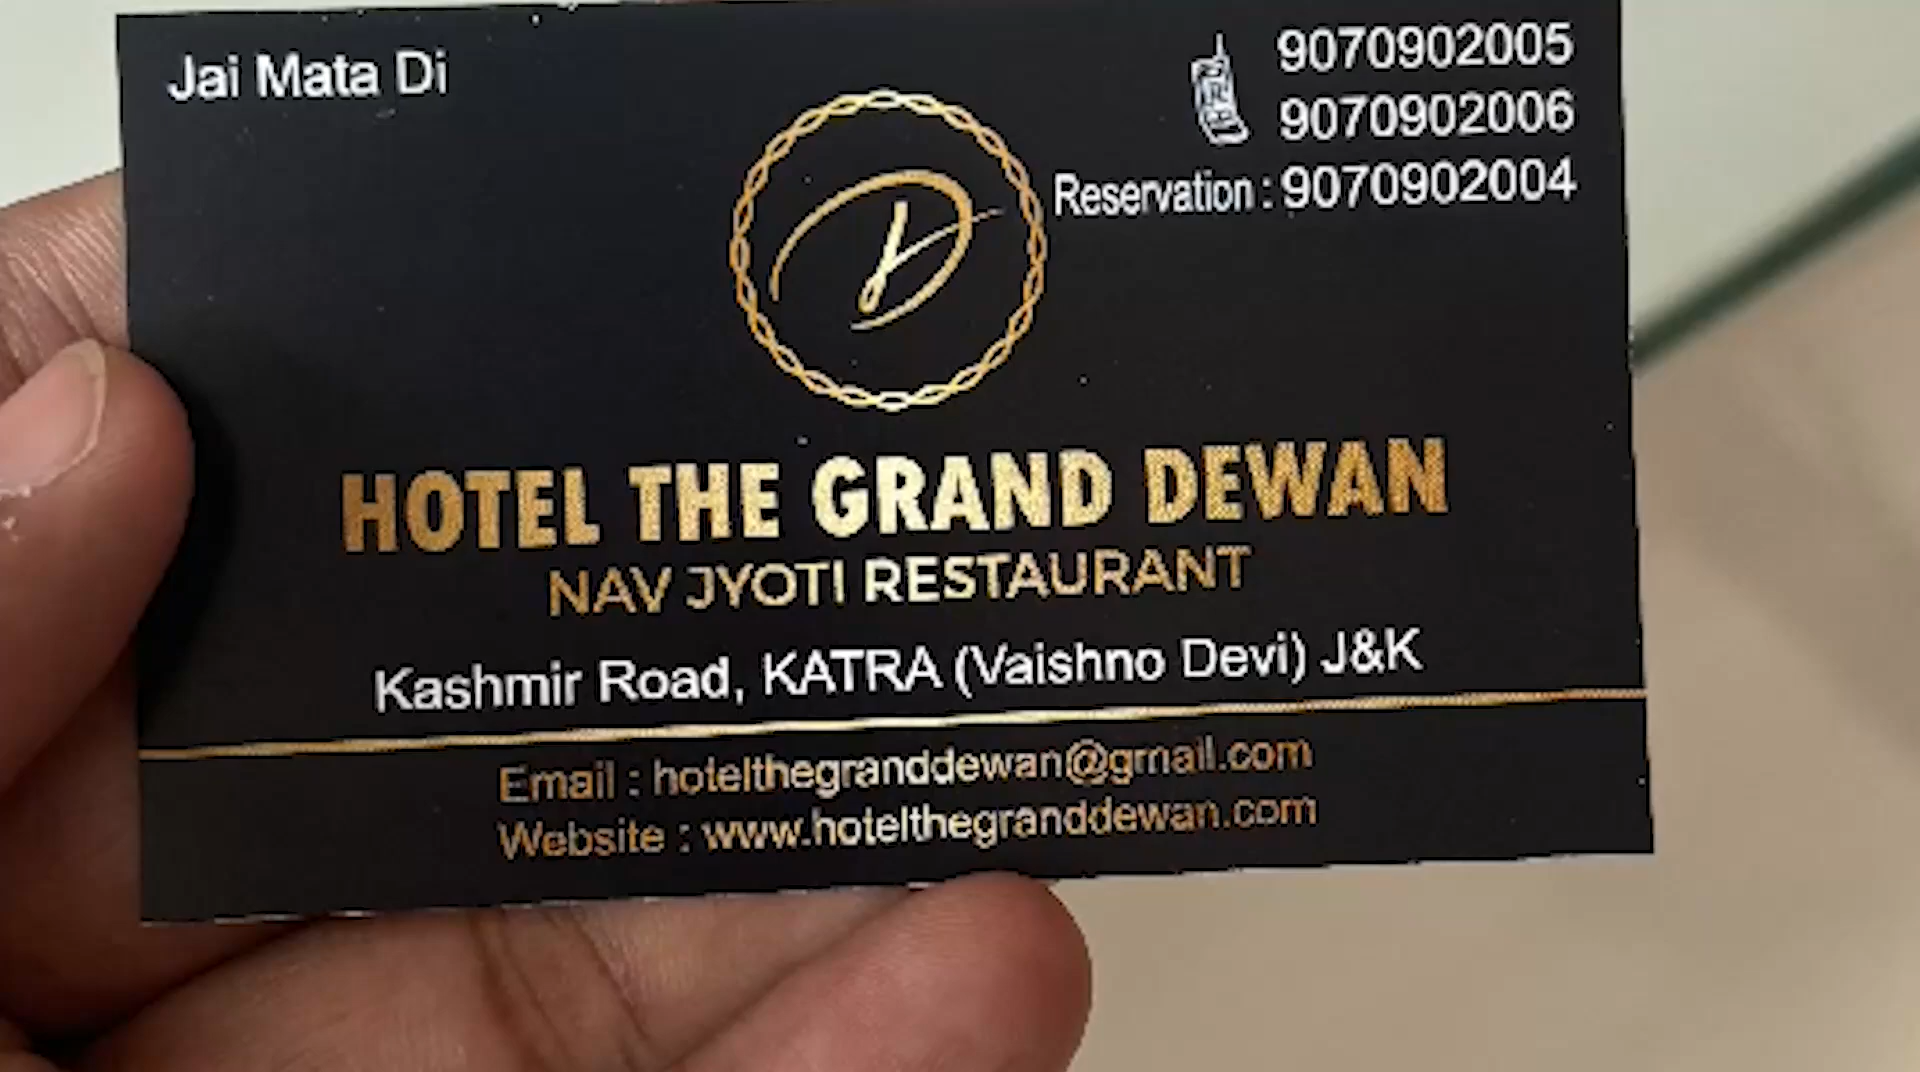 Jai Mata Di
9070902005
9070902006
Reservation : 9070902004
D
HOTEL THE GRAND DEWAN
NAV JYOTI RESTAURANT
Kashmir Road, KATRA (Vaishno Devi) J&K
Email : hotelthegranddewan@gmail.com
Website : www.hotelthegranddewan.com